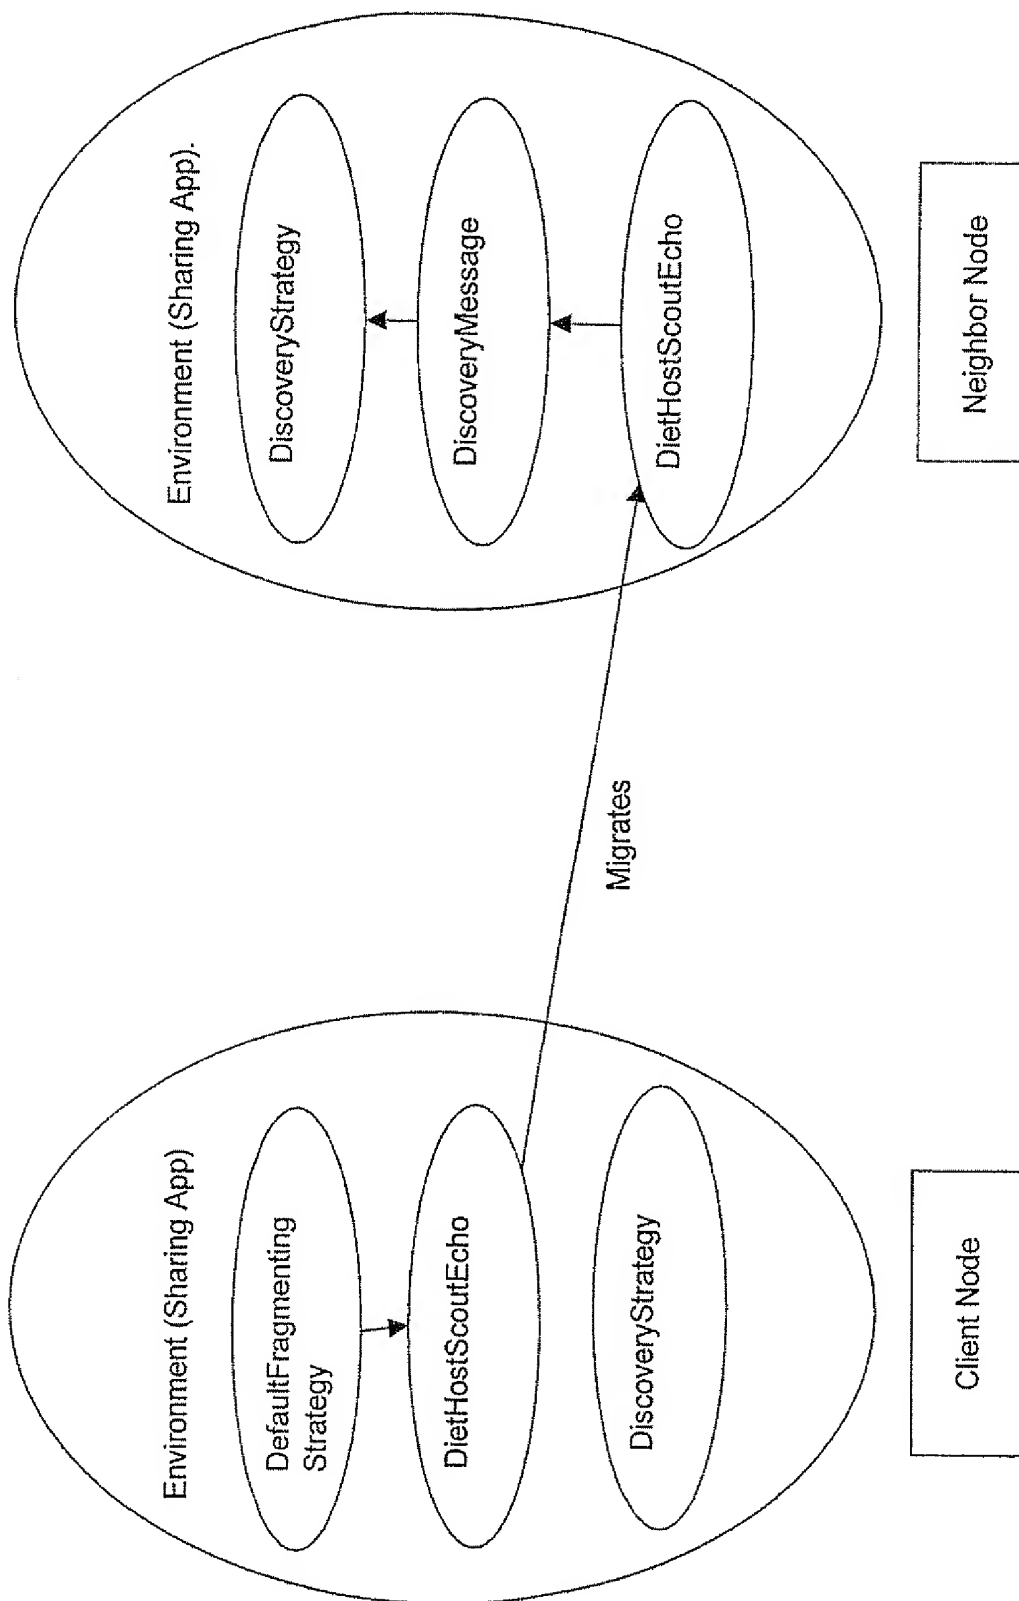 Environment (Sharing App)
DefaultFragmenting
Strategy
DietHostScoutEcho
DiscoveryStrategy
Client Node
Migrates
Environment (Sharing App).
DiscoveryStrategy
DiscoveryMessage
DietHostScoutEcho
Neighbor Node